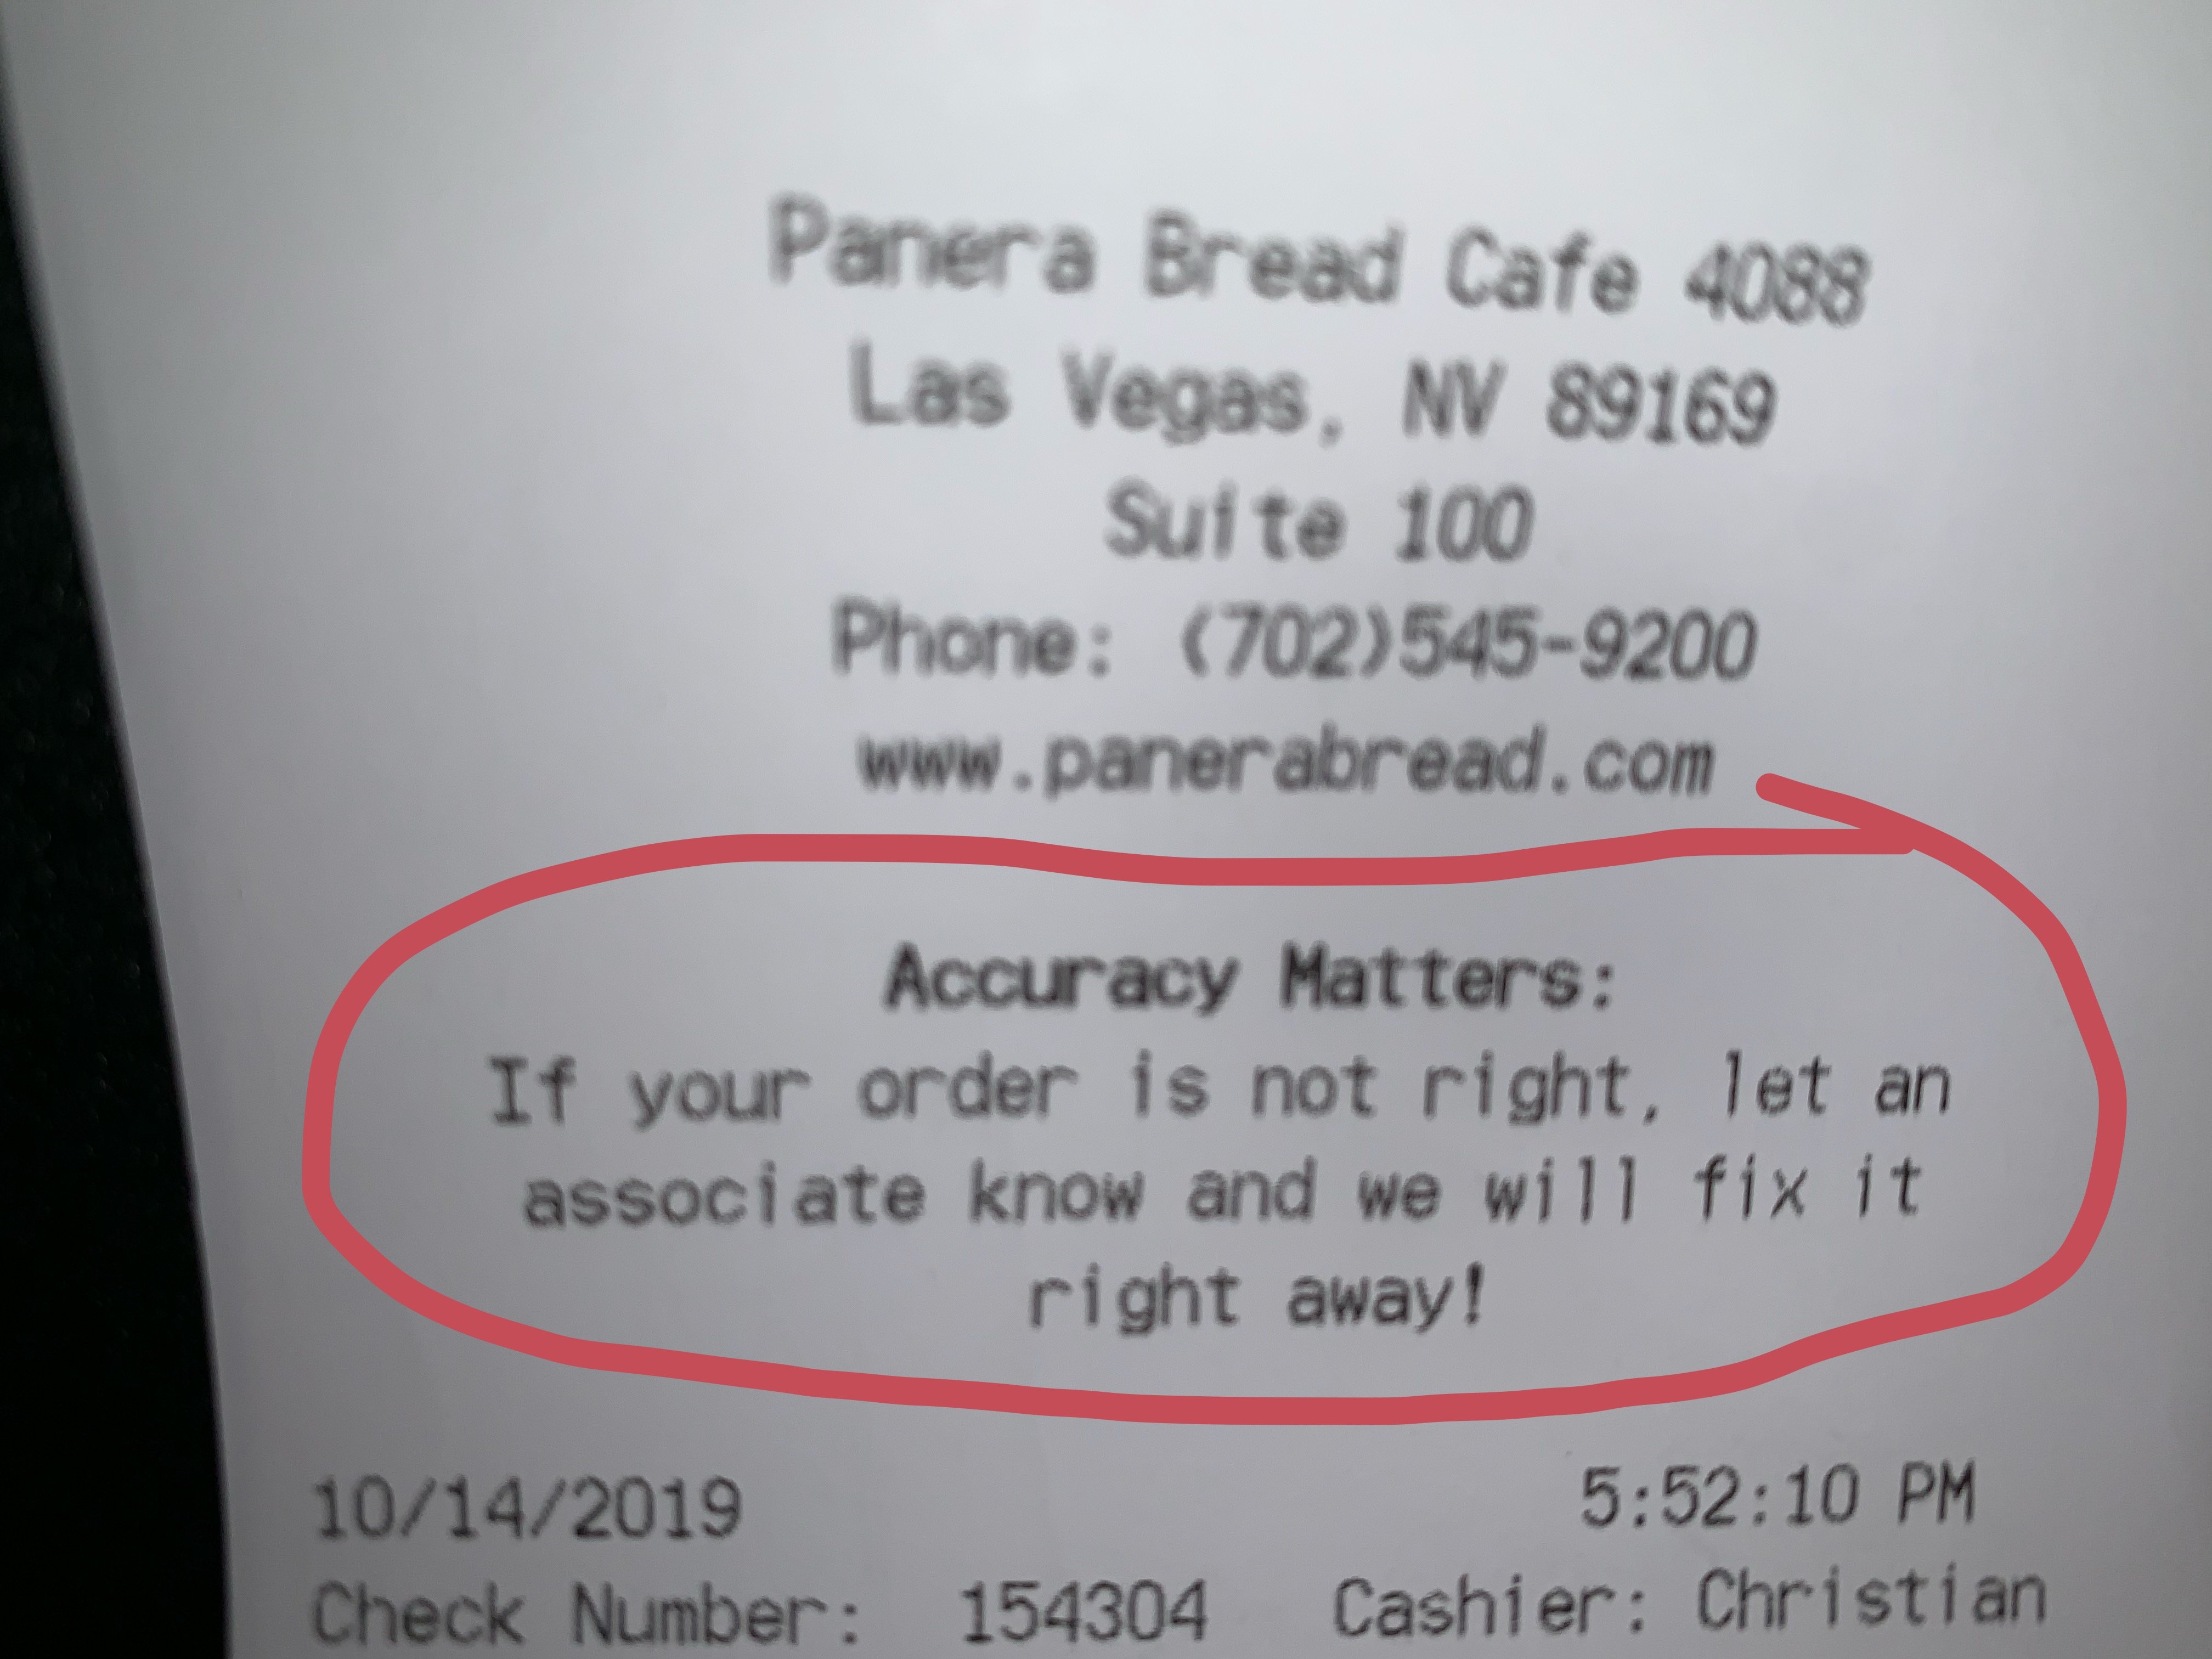 Panera Bread Cafe 4088
Las Vegas, NV 89169
Suite 100
Phone: (702)545-9200
www.panerabread.com
Accuracy Matters:
If your order is not right, let an
associate know and we will fix it
right away!
10/14/2019 5:52:10 PM
Check Number: 154304 Cashier: Christian